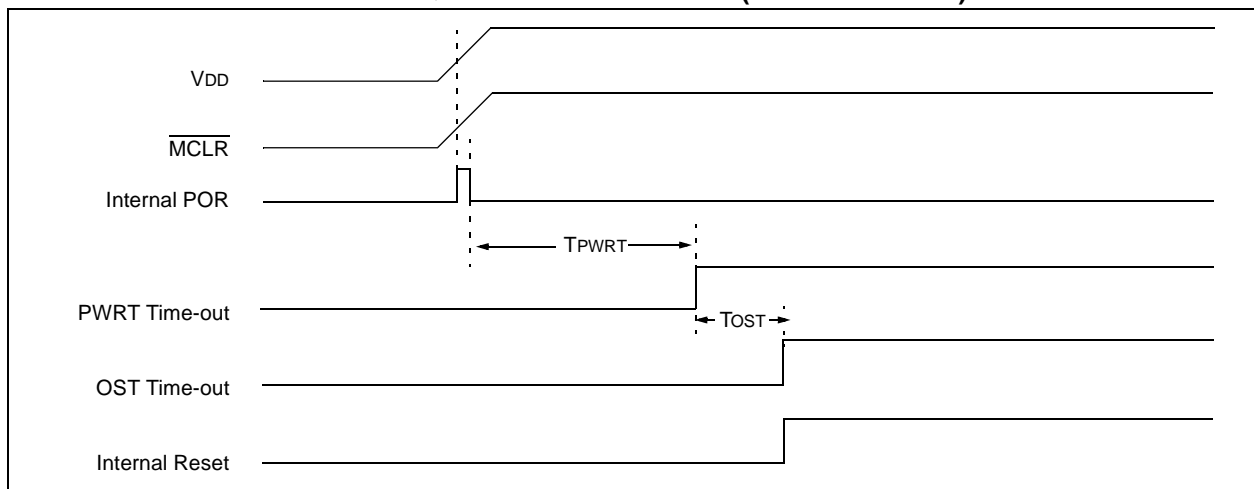 VDD
MCLR
Internal POR
TPWRT
PWRT Time-out
TOST
OST Time-out
Internal Reset